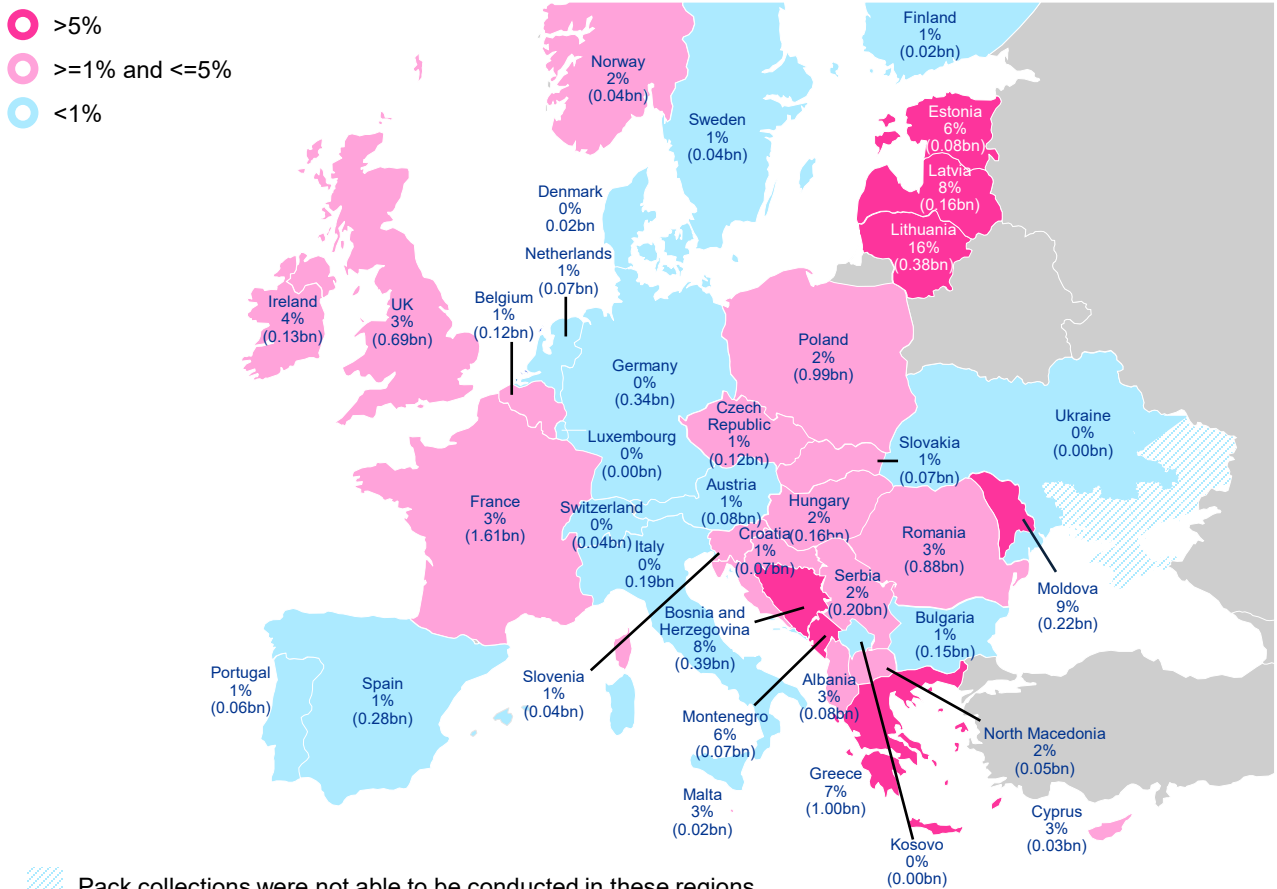 >5%
>=1% and <=5%
<1%
Finland
1%
(0.02bn)
Norway
2%
(0.04bn)
Sweden
1%
(0.04bn)
Estonia
6%
(0.08bn)
Latvia
8%
(0.16bn)
Lithuania
16%
(0.38bn)
Denmark
0%
0.02bn
Netherlands
1%
(0.07bn)
Belgium
1%
(0.12bn)
Ireland
4%
(0.13bn)
UK
3%
(0.69bn)
Germany
0%
(0.34bn)
Poland
2%
(0.99bn)
Czech
Republic
1%
(0.12bn)
Luxembourg
0%
(0.00bn)
Slovakia
1%
(0.07bn)
Ukraine
0%
(0.00bn)
Austria
1%
(0.08bn)
France
3%
(1.61bn)
Switzerland
0%
(0.04bn)
Hungary
2%
(0.16bn)
Croatia
1%
(0.07bn)
Romania
3%
(0.88bn)
Italy
0%
0.19bn
Serbia
2%
(0.20bn)
Moldova
9%
(0.22bn)
Bosnia and
Herzegovina
8%
(0.39bn)
Bulgaria
1%
(0.15bn)
Portugal
1%
(0.06bn)
Spain
1%
(0.28bn)
Slovenia
1%
(0.04bn)
Albania
3%
(0.08bn)
Montenegro
6%
(0.07bn)
North Macedonia
2%
(0.05bn)
Greece
7%
(1.00bn)
Malta
3%
(0.02bn)
Cyprus
3%
(0.03bn)
Kosovo
0%
(0.00bn)
Pack collections were not able to be conducted in these regions